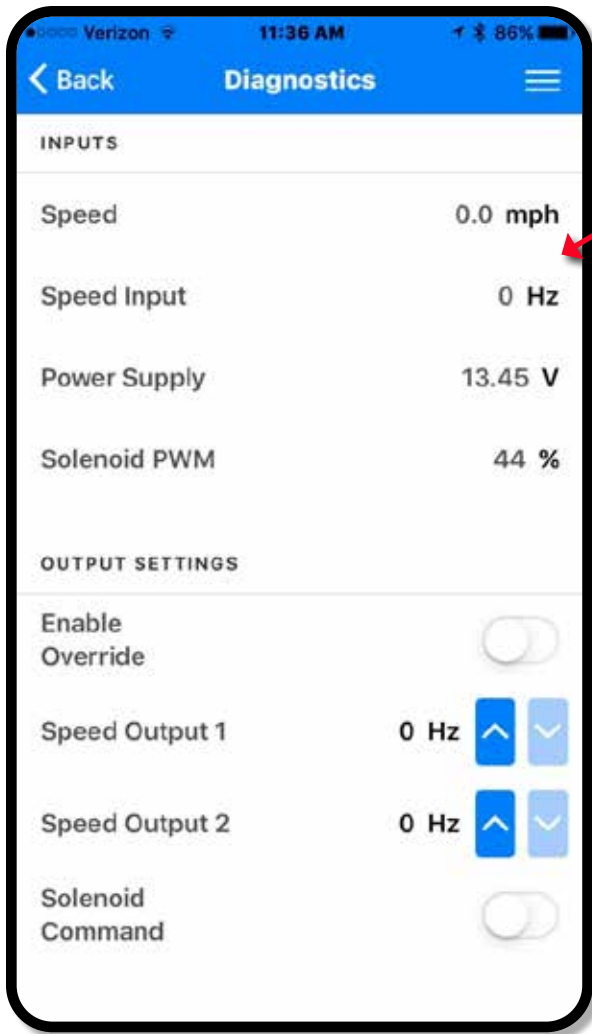 Verizon 11:36 AM 86%
Back Diagnostics
INPUTS
Speed 0.0 mph
Speed Input 0 Hz
Power Supply 13.45 V
Solenoid PWM 44 %
OUTPUT SETTINGS
Enable
Override
Speed Output 1 0 Hz
Speed Output 2 0 Hz
Solenoid
Command